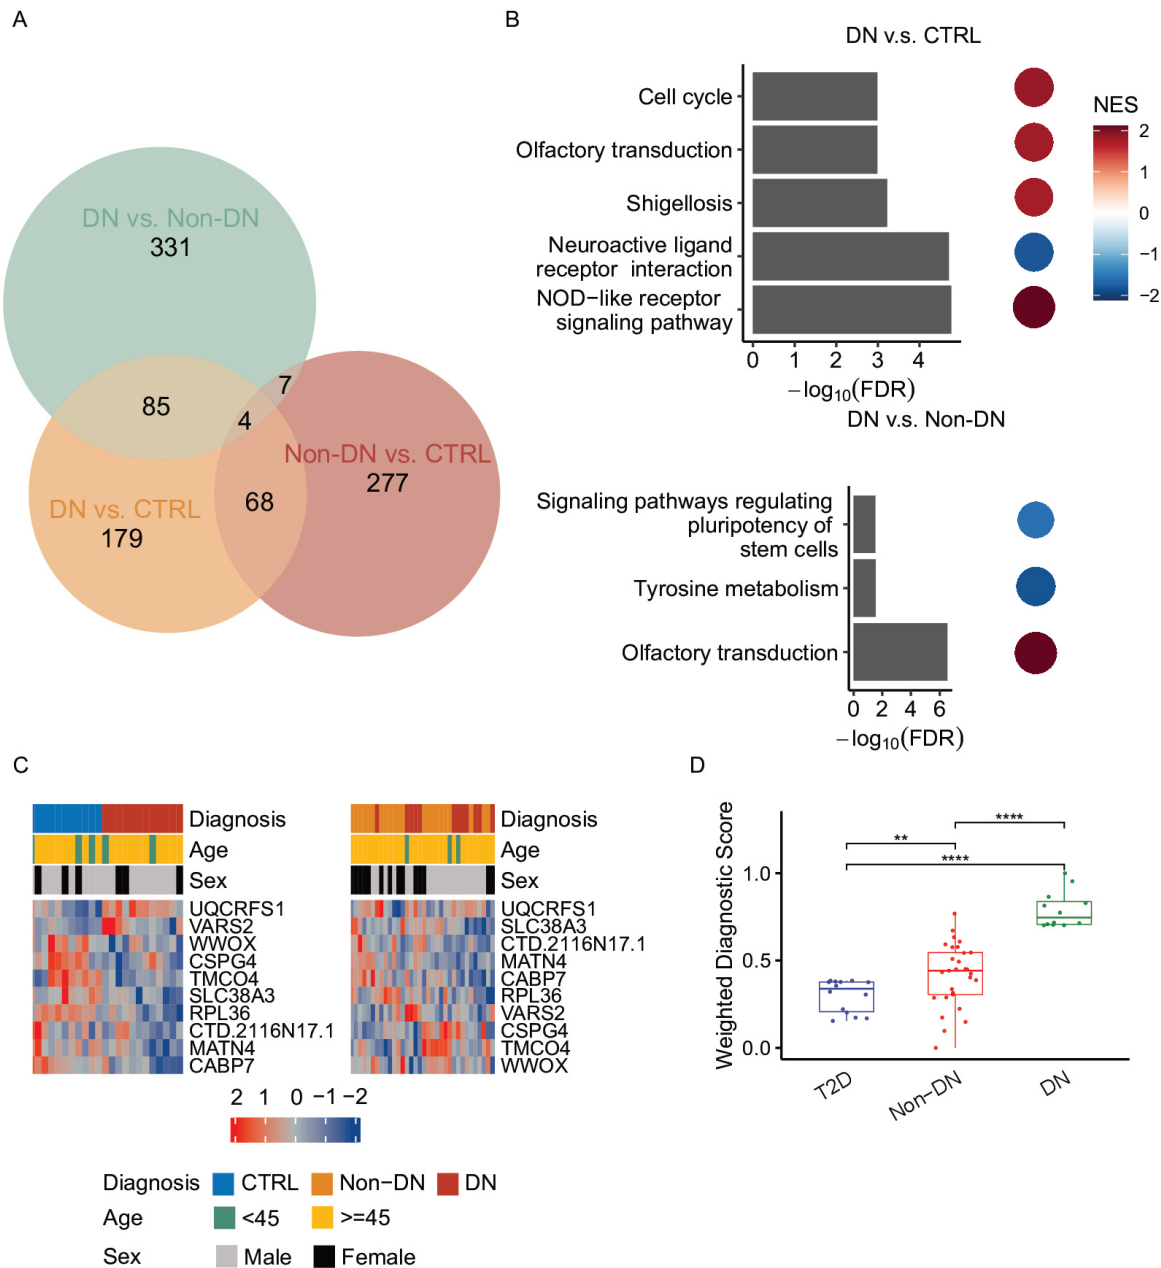 A
DN vs. Non-DN
331
85
7
4
Non-DN vs. CTRL
277
DN vs. CTRL
179
68
B
DN v.s. CTRL
Cell cycle
Olfactory transduction
Shigellosis
Neuroactive ligand
receptor interaction
NOD−like receptor
signaling pathway
0 1 2 3 4
−log10(FDR)
NES
2
1
0
−1
−2
DN v.s. Non-DN
Signaling pathways regulating
pluripotency of
stem cells
Tyrosine metabolism
Olfactory transduction
0 2 4 6
−log10(FDR)
C
Diagnosis
Age
Sex
UQCRFS1
VARS2
WWOX
CSPG4
TMCO4
SLC38A3
RPL36
CTD.2116N17.1
MATN4
CABP7
Diagnosis
Age
Sex
UQCRFS1
SLC38A3
CTD.2116N17.1
MATN4
CABP7
RPL36
VARS2
CSPG4
TMCO4
WWOX
2 1 0 −1 −2
Diagnosis CTRL Non−DN DN
Age <45 >=45
Sex Male Female
D
Weighted Diagnostic Score
1.0
0.5
0.0
**
****
****
T2D
Non−DN
DN